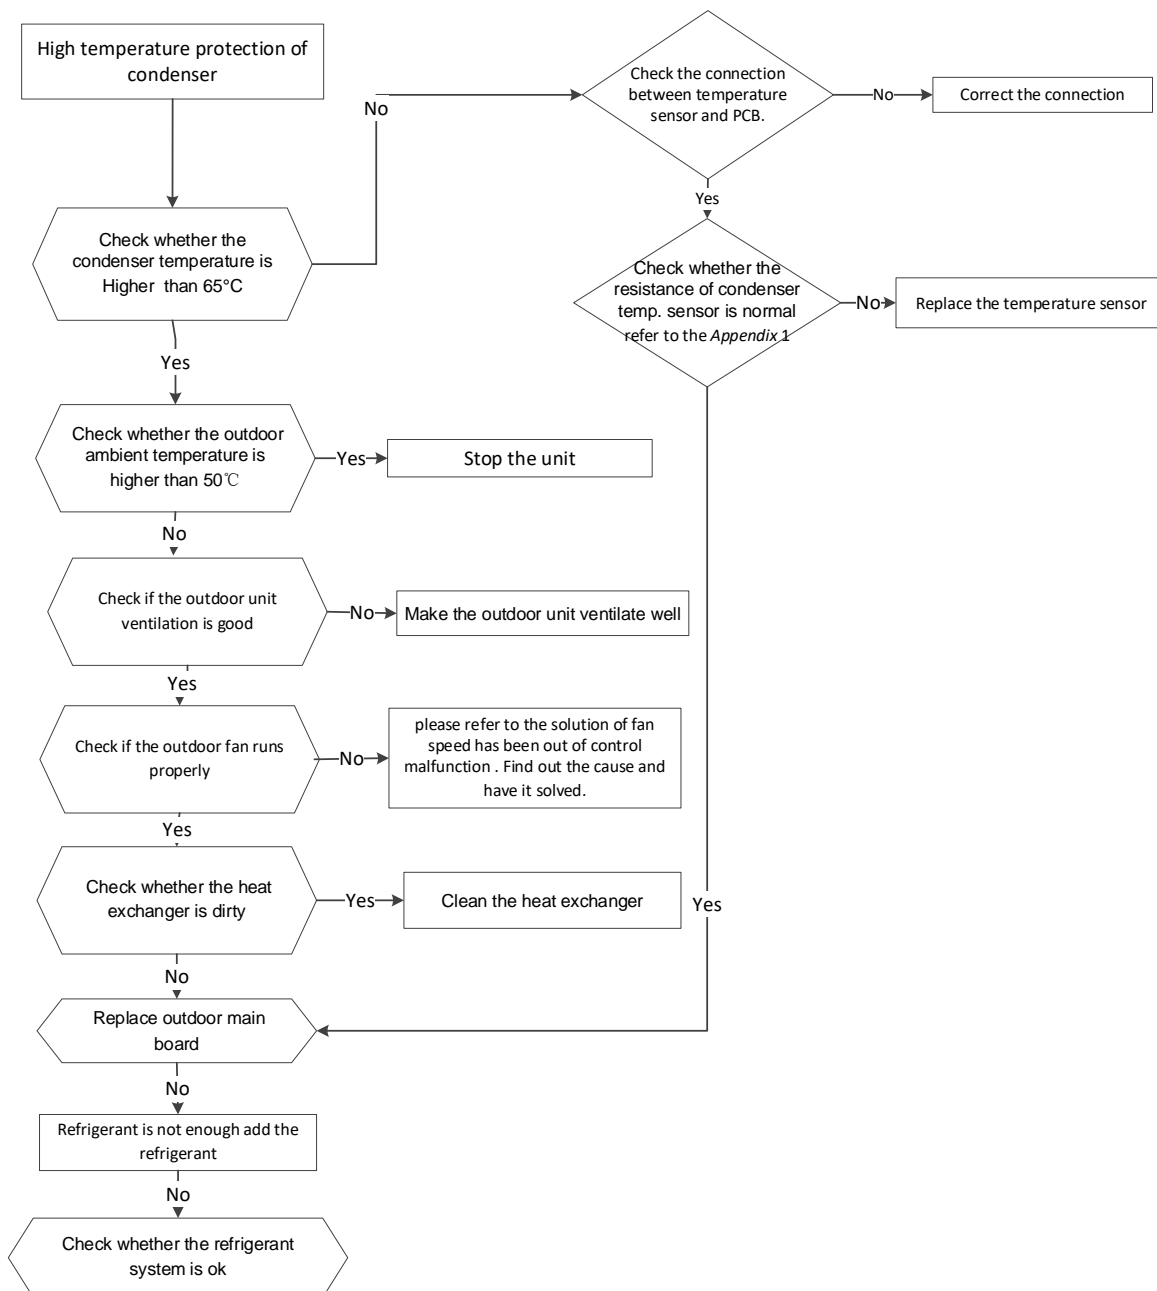 High temperature protection of
condenser
No
Check the connection
between temperature
sensor and PCB.
No
Correct the connection
Yes
Check whether the
condenser temperature is
Higher than 65°C
Check whether the
resistance of condenser
temp. sensor is normal
refer to the Appendix 1
No
Replace the temperature sensor
Yes
Check whether the outdoor
ambient temperature is
higher than 50℃
Yes
Stop the unit
No
Check if the outdoor unit
ventilation is good
No
Make the outdoor unit ventilate well
Yes
Check if the outdoor fan runs
properly
No
please refer to the solution of fan
speed has been out of control
malfunction . Find out the cause and
have it solved.
Yes
Check whether the heat
exchanger is dirty
Yes
Clean the heat exchanger
Yes
No
Replace outdoor main
board
No
Refrigerant is not enough add the
refrigerant
No
Check whether the refrigerant
system is ok